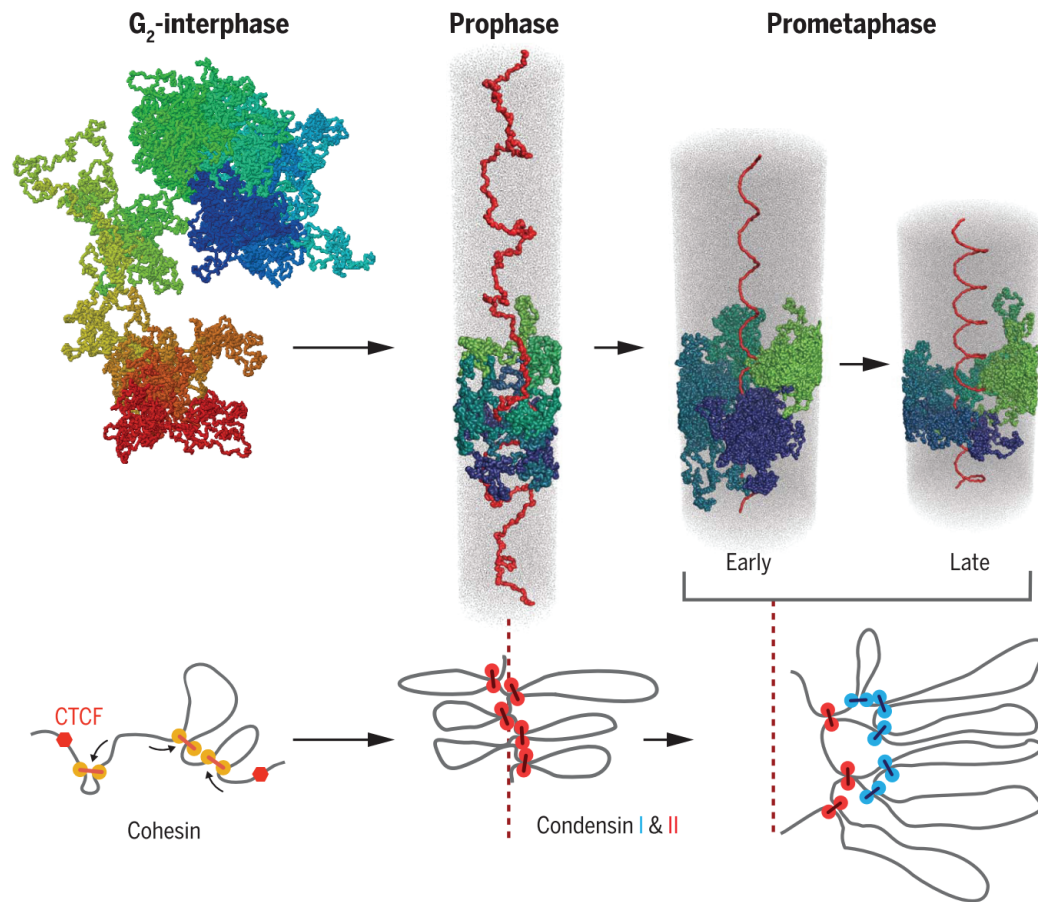 G₂-interphase
Prophase
Prometaphase
Early
Late
CTCF
Cohesin
Condensin I & II